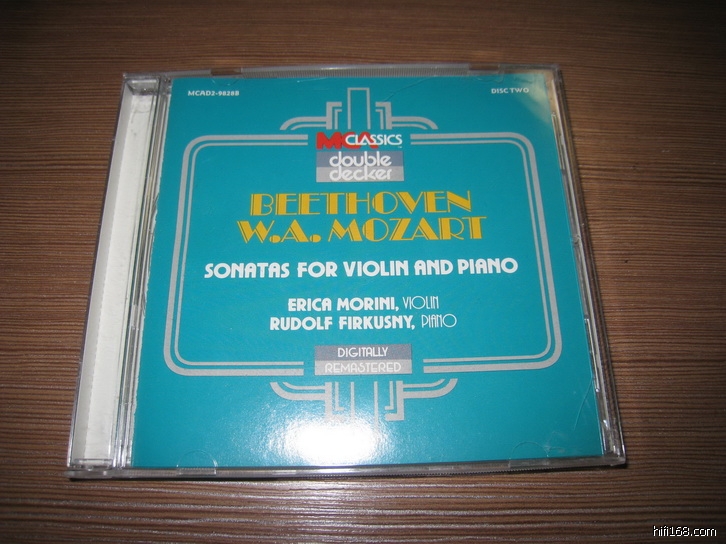 MCAD2-9828B
DISC TWO
MCA CLASSICS
double
decker
BEETHOVEN
W.A. MOZART
SONATAS FOR VIOLIN AND PIANO
ERICA MORINI, VIOLIN
RUDOLF FIRKUSNY, PIANO
DIGITALLY
REMASTERED
hifi168.com